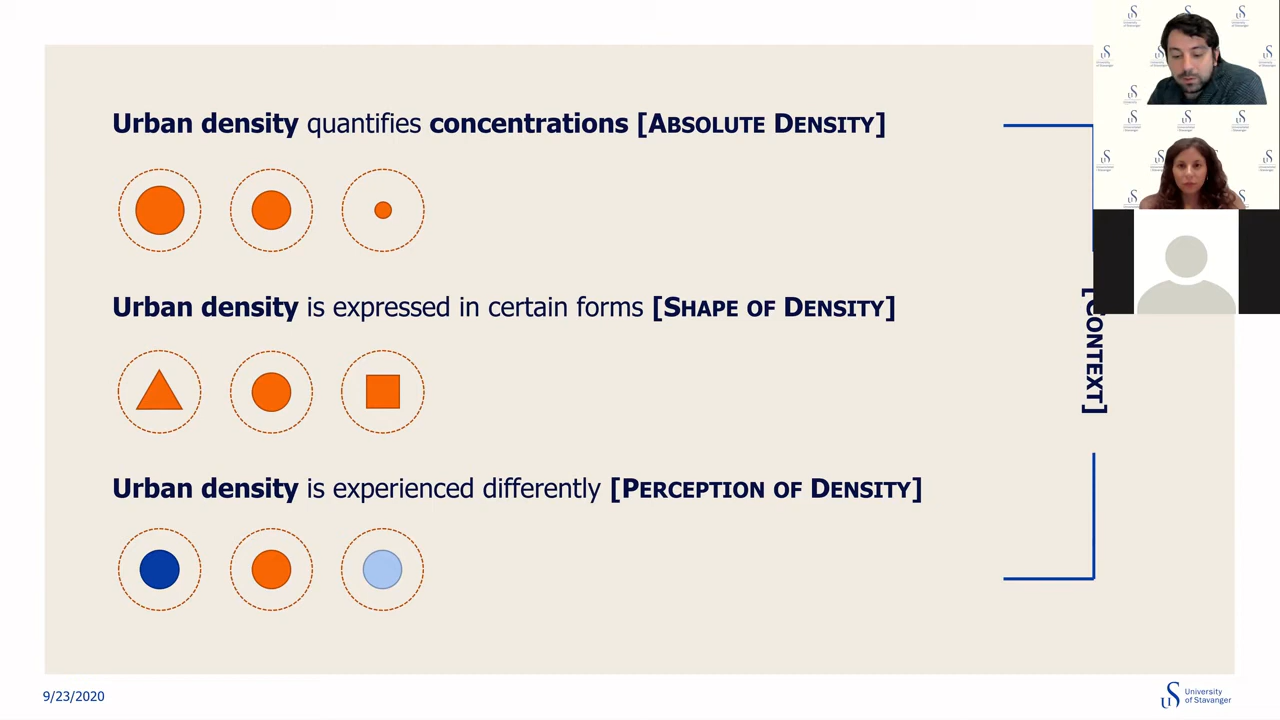 Urban density quantifies concentrations [ABSOLUTE DENSITY]
Urban density is expressed in certain forms [SHAPE OF DENSITY]
[CONTEXT]
Urban density is experienced differently [PERCEPTION OF DENSITY]
9/23/2020
University
of Stavanger